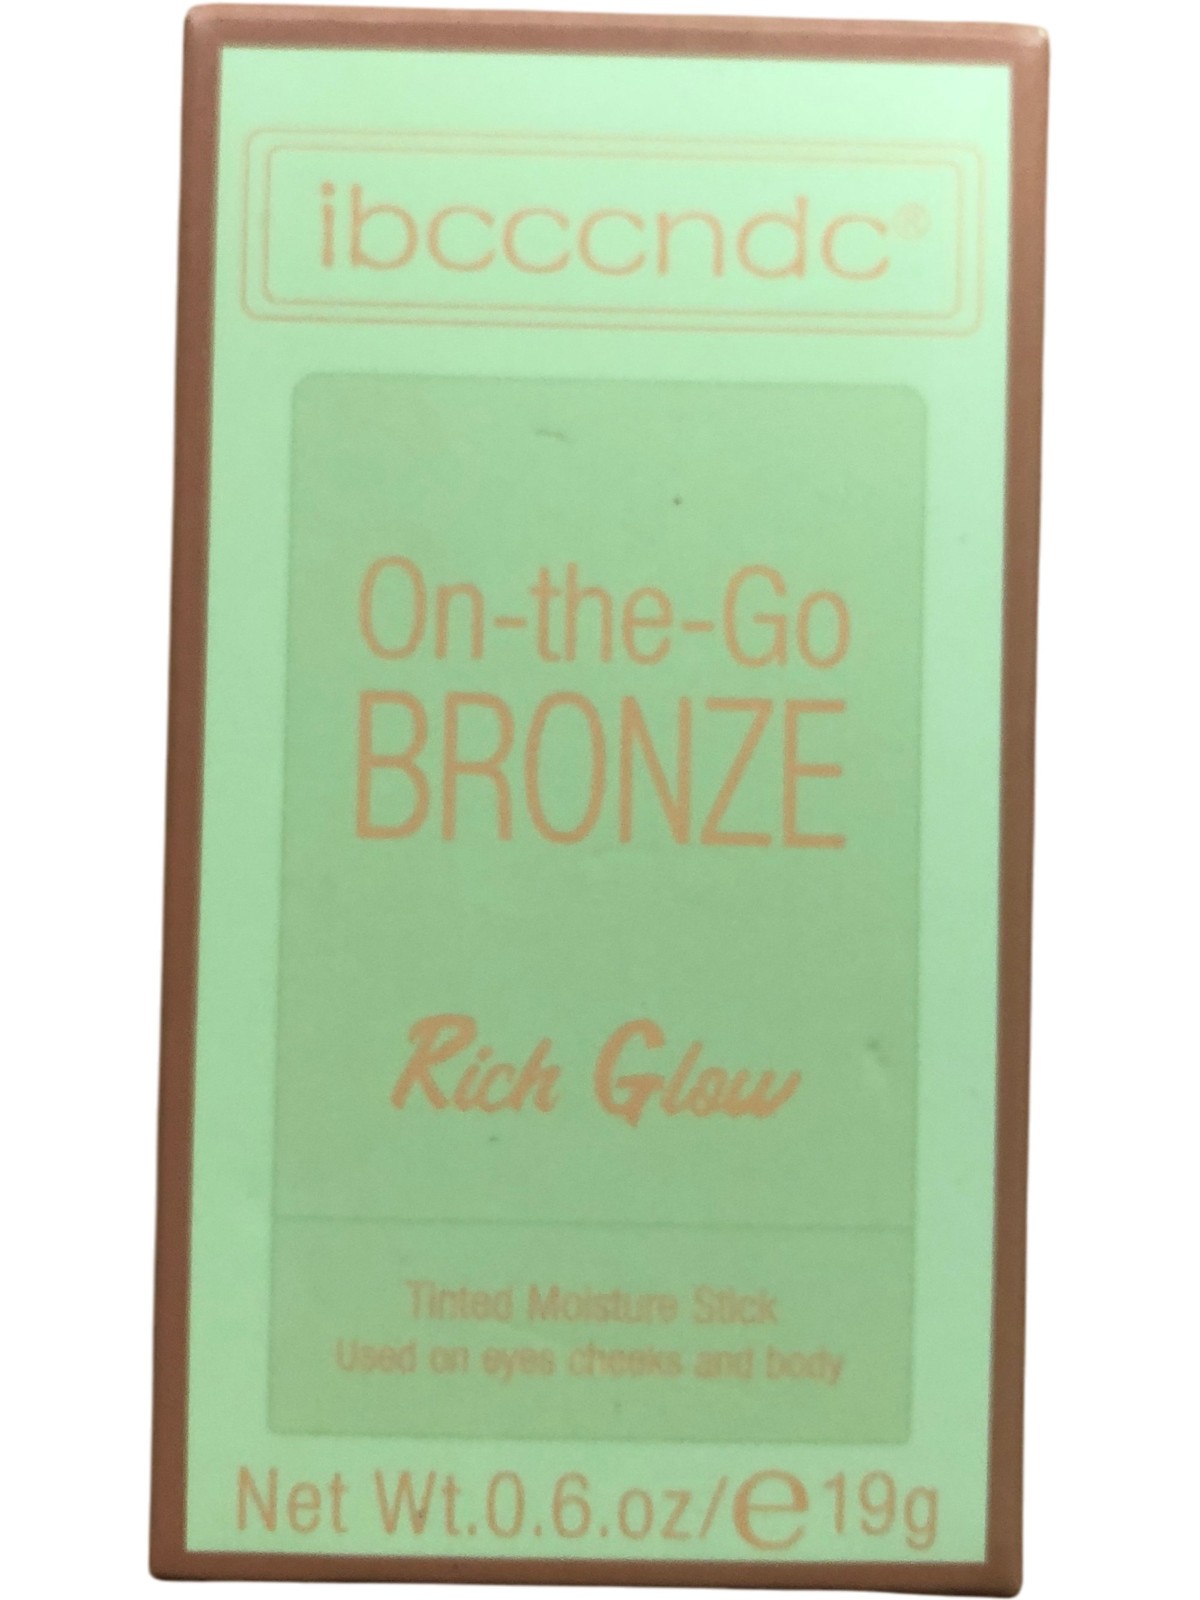 ibcccndc®
On-the-Go
BRONZE
Rich Glow
Tinted Moisture Stick
Used on eyes cheeks and body
Net Wt.0.6.oz/℮19g